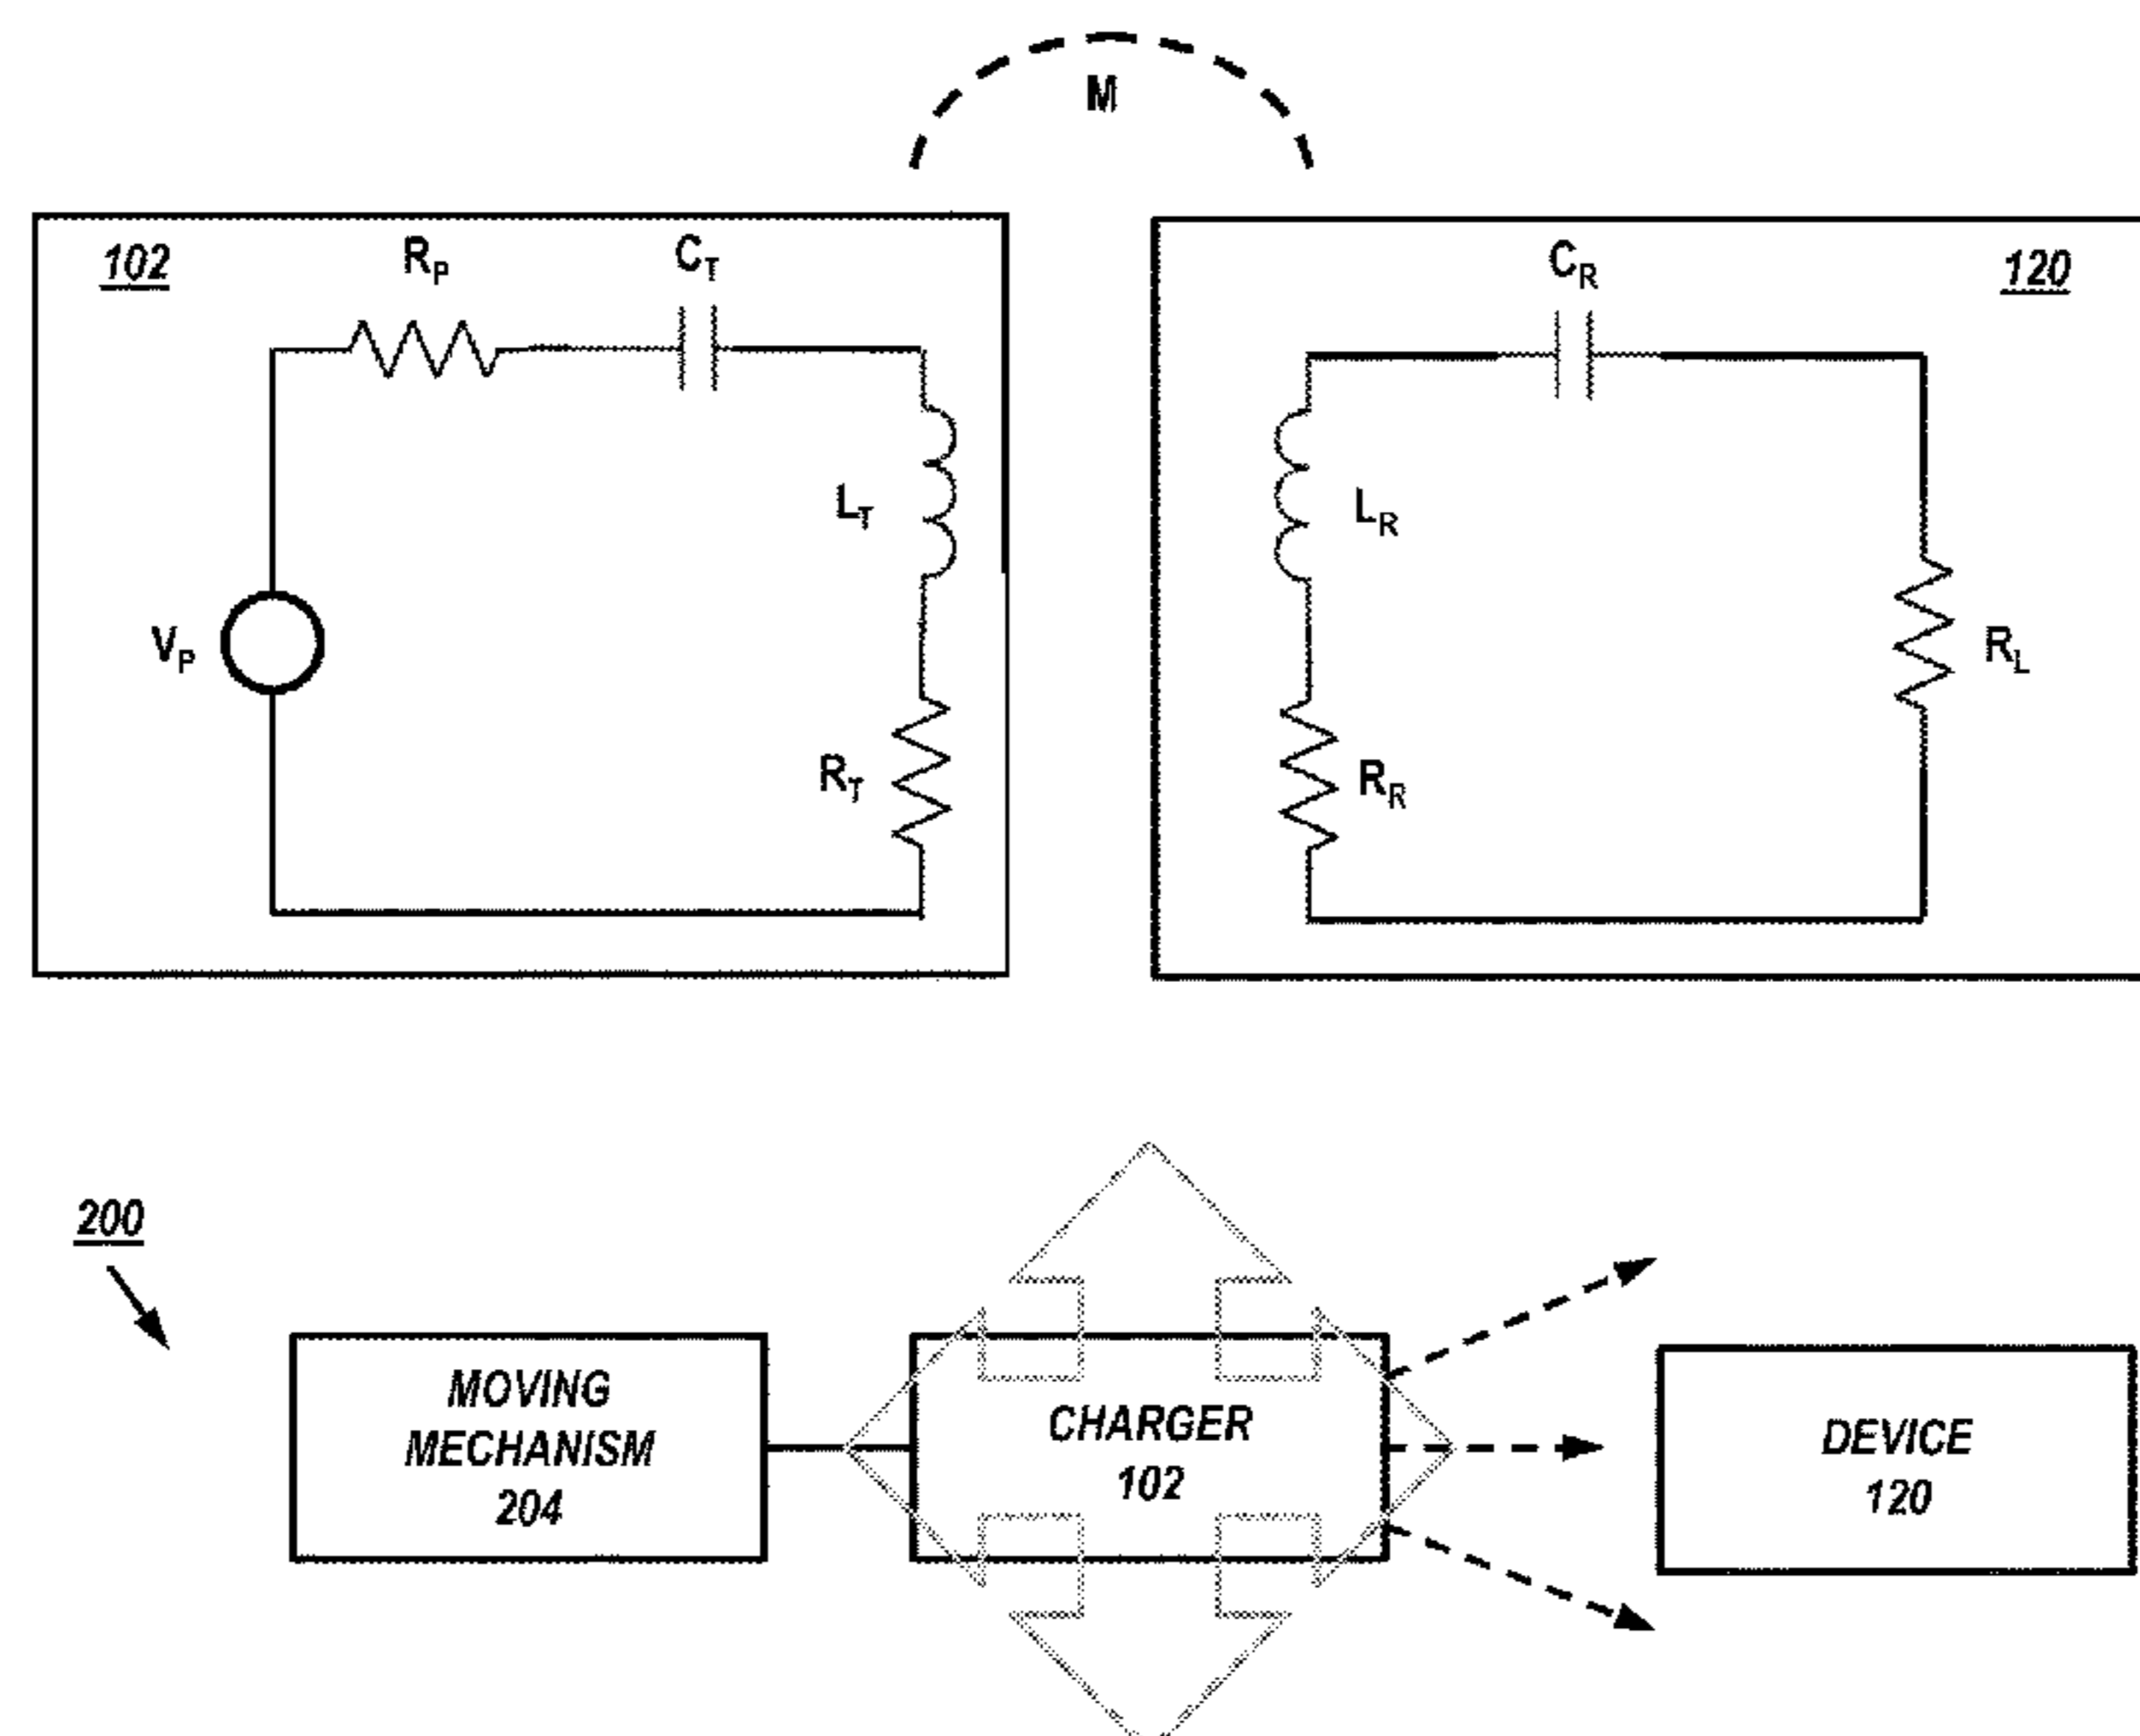 M
102
R_P
C_T
C_R
120
L_T
L_R
V_P
R_L
R_T
R_R
200
MOVING
MECHANISM
204
CHARGER
102
DEVICE
120